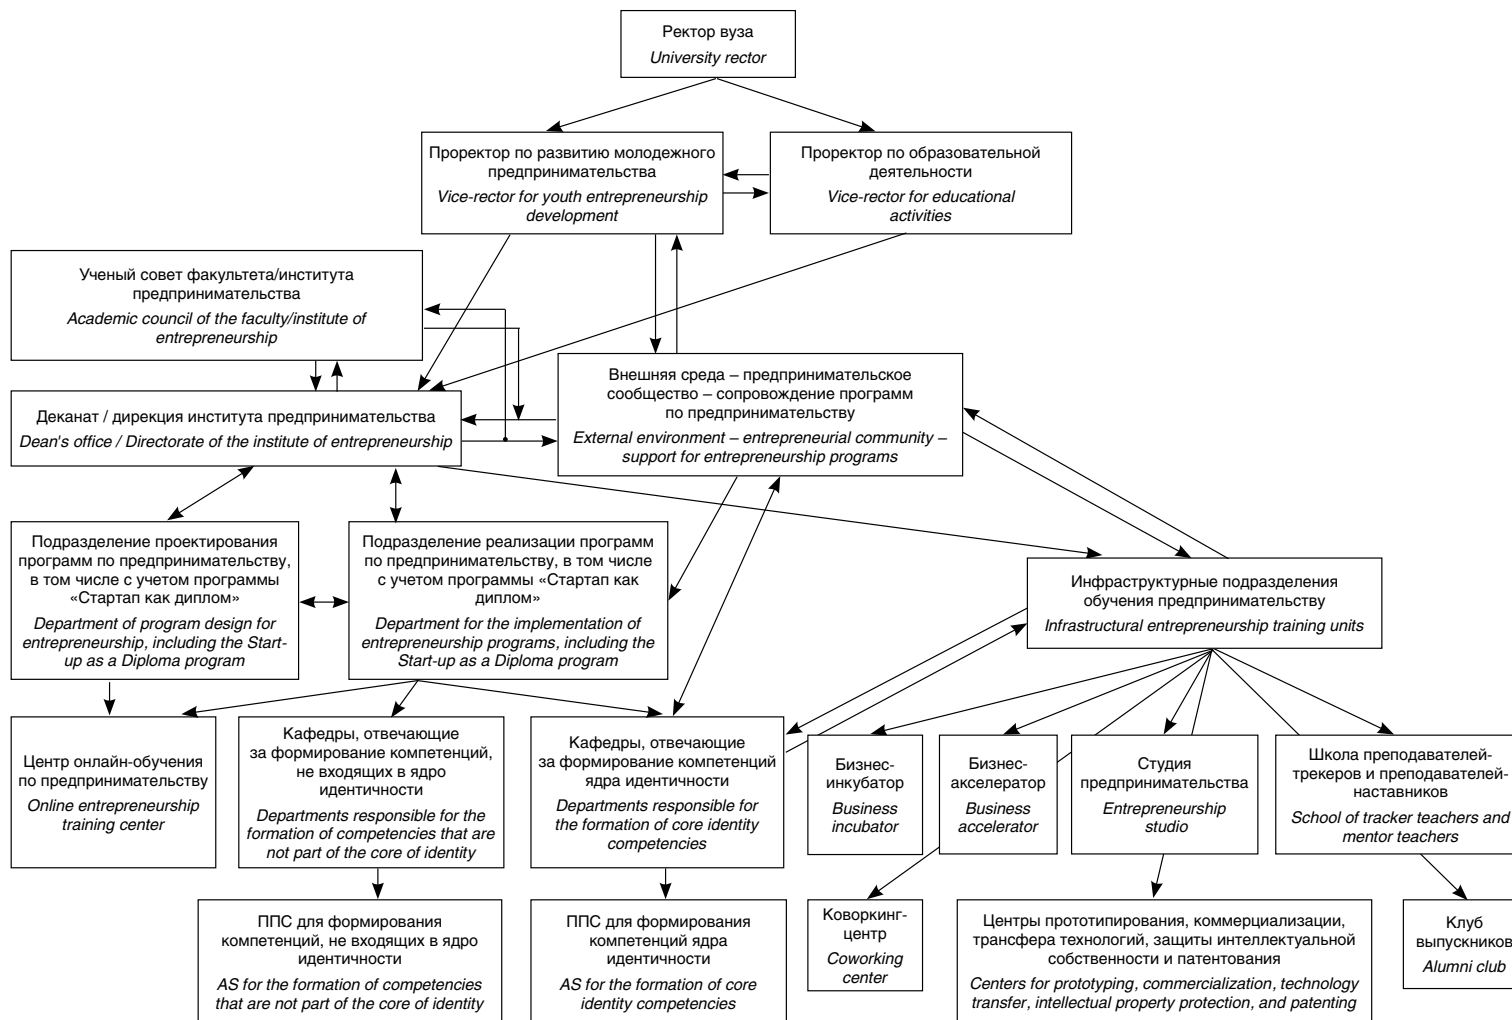 Ректор вуза
University rector
Проректор по развитию молодежного
предпринимательства
Vice-rector for youth entrepreneurship
development
Проректор по образовательной
деятельности
Vice-rector for educational
activities
Ученый совет факультета/института
предпринимательства
Academic council of the faculty/institute of
entrepreneurship
Деканат / дирекция института предпринимательства
Dean's office / Directorate of the institute of entrepreneurship
Внешняя среда – предпринимательское
сообщество – сопровождение программ
по предпринимательству
External environment – entrepreneurial community –
support for entrepreneurship programs
Подразделение проектирования
программ по предпринимательству,
в том числе с учетом программы
«Стартап как диплом»
Department of program design for
entrepreneurship, including the Start-
up as a Diploma program
Подразделение реализации программ
по предпринимательству, в том числе
с учетом программы «Стартап как
диплом»
Department for the implementation of
entrepreneurship programs, including the
Start-up as a Diploma program
Инфраструктурные подразделения
обучения предпринимательству
Infrastructural entrepreneurship training units
Центр онлайн-обучения
по предпринимательству
Online entrepreneurship
training center
Кафедры, отвечающие
за формирование компетенций,
не входящих в ядро
идентичности
Departments responsible for the
formation of competencies that are
not part of the core of identity
Кафедры, отвечающие
за формирование компетенций
ядра идентичности
Departments responsible for
the formation of core identity
competencies
Бизнес-
инкубатор
Business
incubator
Бизнес-
акселератор
Business
accelerator
Студия
предпринимательства
Entrepreneurship
studio
Школа преподавателей-
трекеров и преподавателей-
наставников
School of tracker teachers and
mentor teachers
ППС для формирования
компетенций, не входящих в ядро
идентичности
AS for the formation of competencies
that are not part of the core of identity
ППС для формирования
компетенций ядра
идентичности
AS for the formation of core
identity competencies
Коворкинг-
центр
Coworking
center
Центры прототипирования, коммерциализации,
трансфера технологий, защиты интеллектуальной
собственности и патентования
Centers for prototyping, commercialization, technology
transfer, intellectual property protection, and patenting
Клуб
выпускников
Alumni club